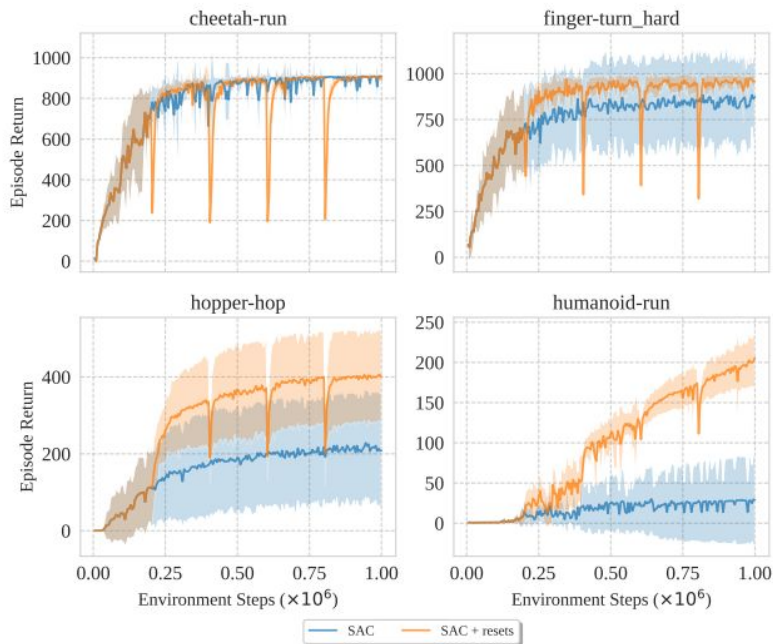 cheetah-run
finger-turn_hard
Episode Return
1000
800
600
400
200
0
1000
750
500
250
0
hopper-hop
humanoid-run
Episode Return
400
200
0
250
200
150
100
50
0
0.00 0.25 0.50 0.75 1.00
0.00 0.25 0.50 0.75 1.00
Environment Steps (×10⁶)
Environment Steps (×10⁶)
SAC SAC + resets